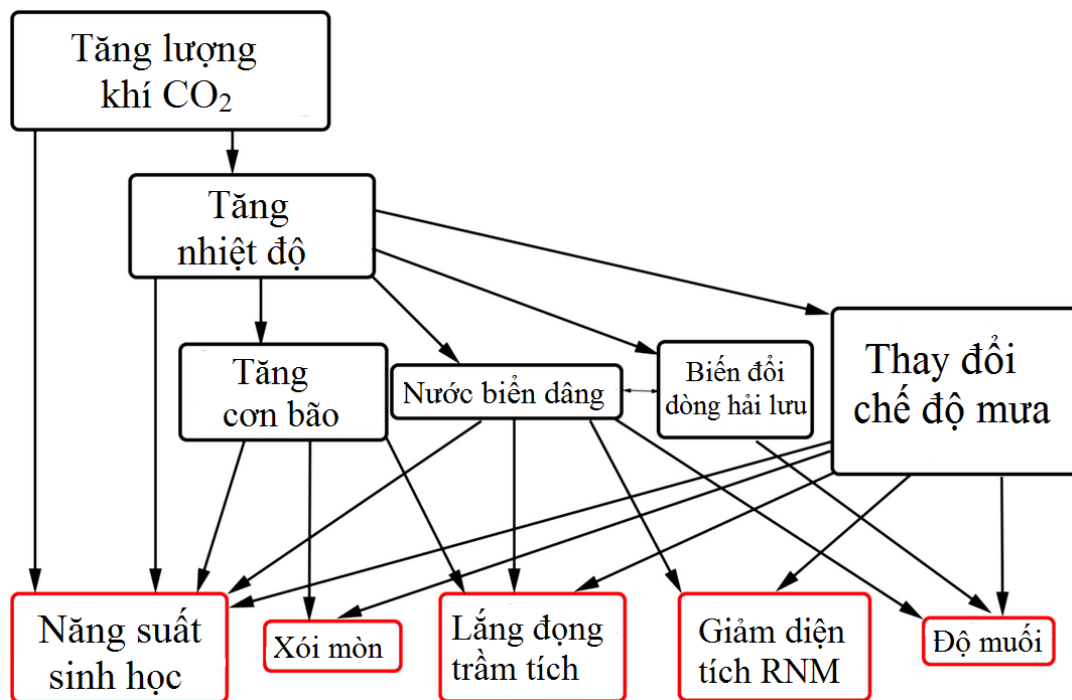 Tăng lượng
khí CO₂
Tăng
nhiệt độ
Tăng
cơn bão
Nước biển dâng
Biến đổi
dòng hải lưu
Thay đổi
chế độ mưa
Năng suất
sinh học
Xói mòn
Lắng đọng
trầm tích
Giảm diện
tích RNM
Độ muối